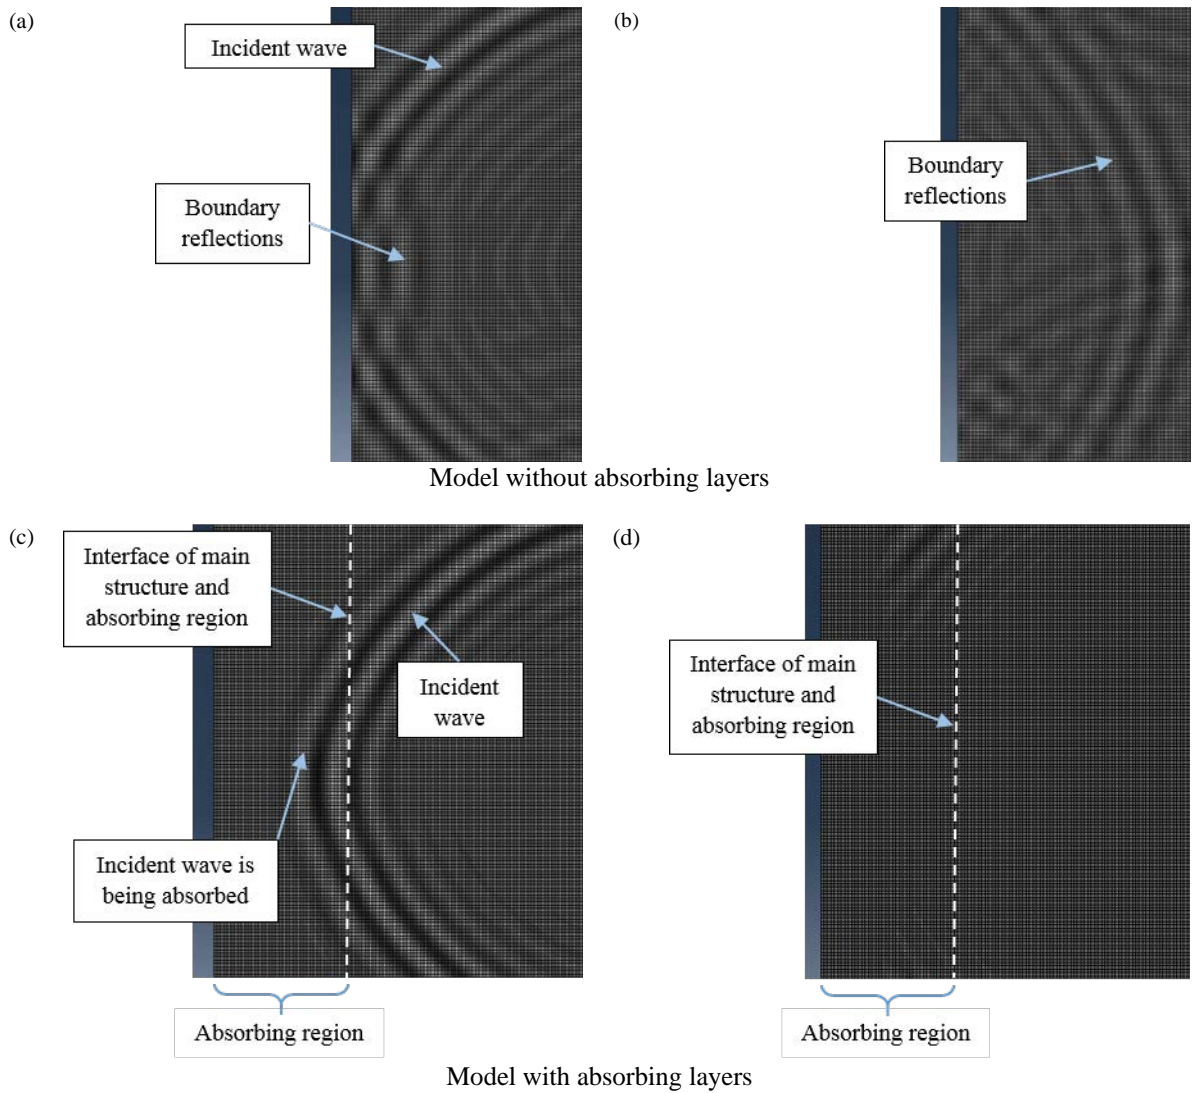 (a)
Incident wave
Boundary
reflections
(b)
Boundary
reflections
Model without absorbing layers
(c)
Interface of main
structure and
absorbing region
Incident
wave
Incident wave is
being absorbed
Absorbing region
(d)
Interface of main
structure and
absorbing region
Absorbing region
Model with absorbing layers